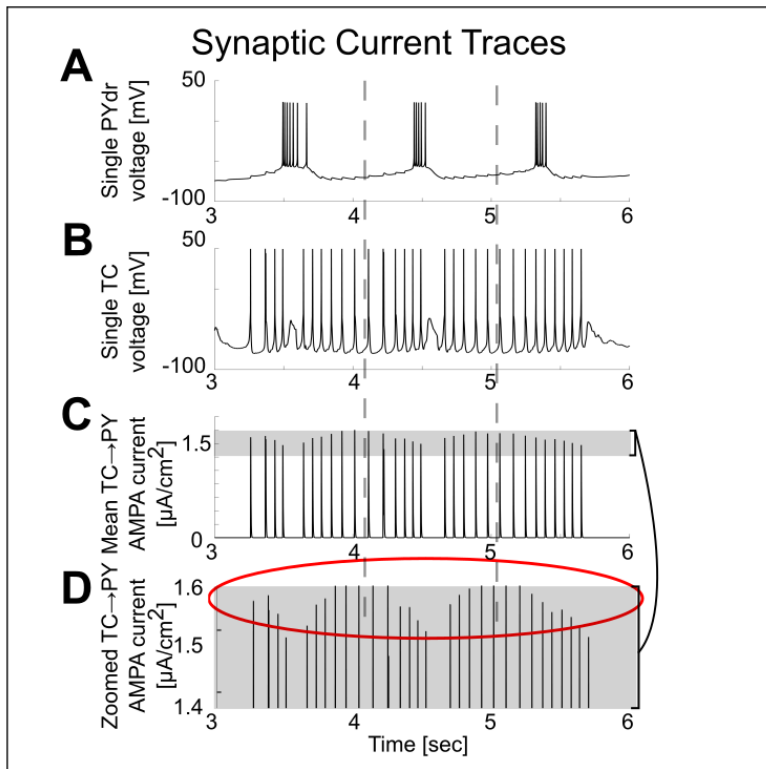 Synaptic Current Traces
A
Single PYdr
voltage [mV]
50
-100
3 4 5 6
B
Single TC
voltage [mV]
50
-100
3 4 5 6
C
Mean TC→PY
AMPA current
[μA/cm²]
1.5
0
3 4 5 6
D
Zoomed TC→PY
AMPA current
[μA/cm²]
1.6
1.5
1.4
3 4 5 6
Time [sec]